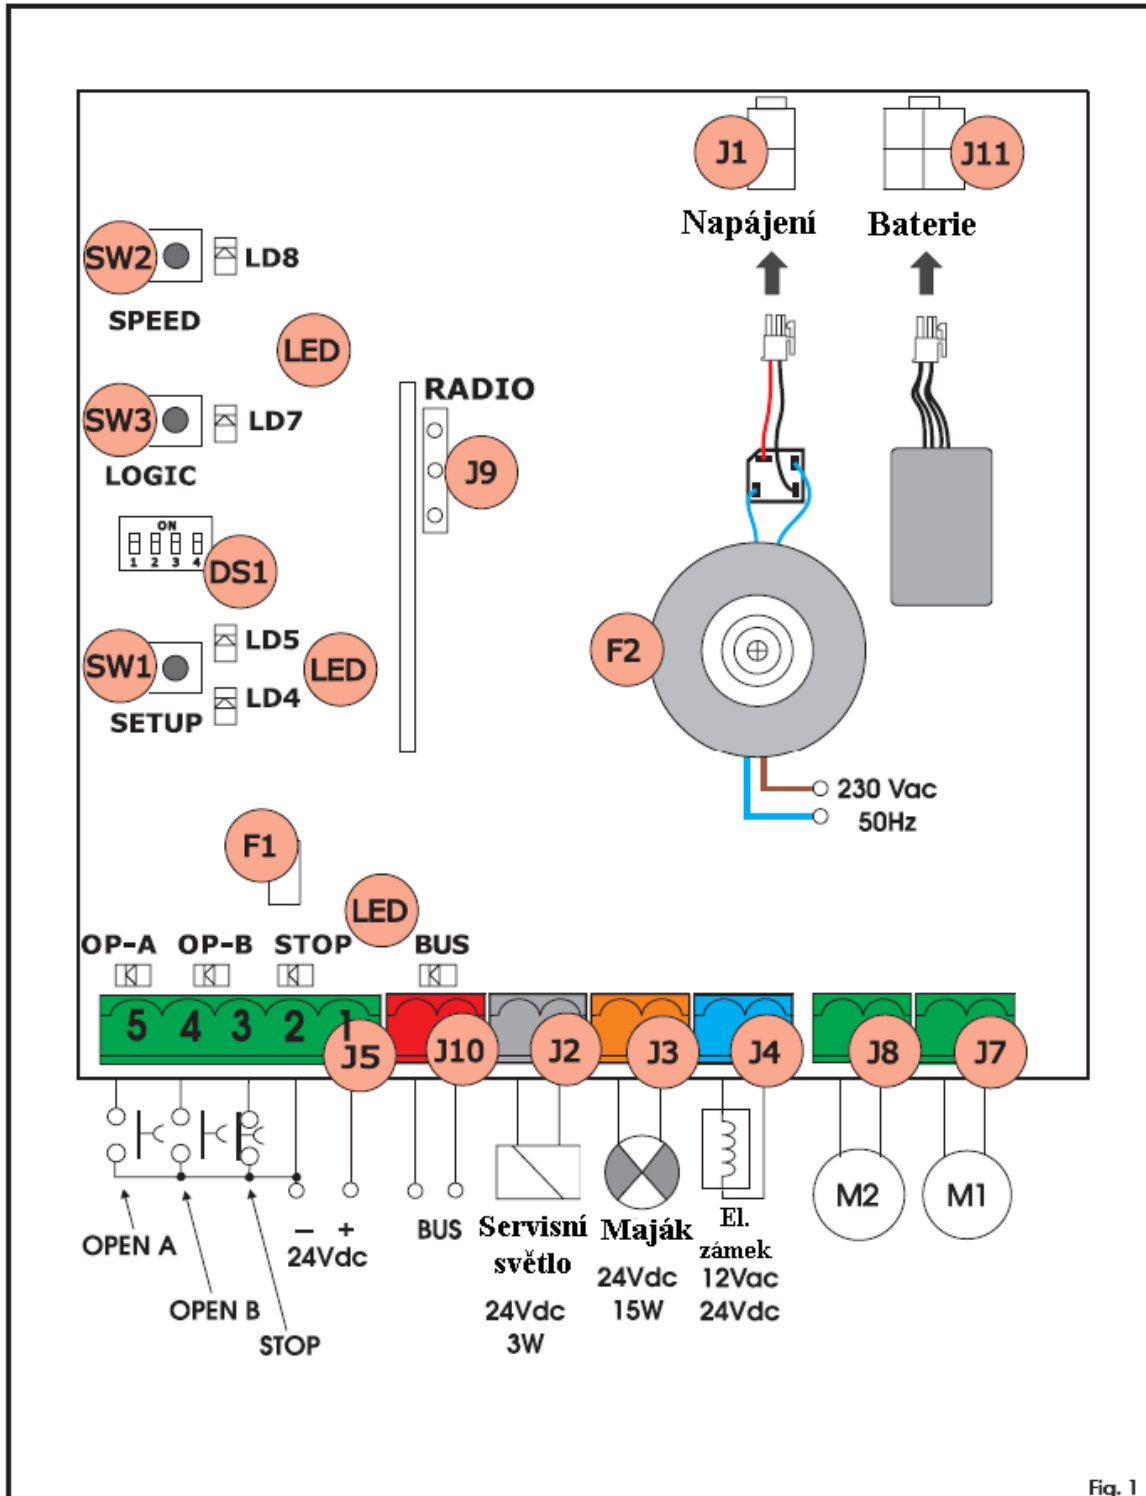 J1
J11
Napájení
Baterie
SW2
LD8
SPEED
LED
SW3
LD7
LOGIC
RADIO
J9
ON
1 2 3 4
DS1
SW1
LD5
LED
LD4
SETUP
F2
230 Vac
50Hz
F1
LED
OP-A OP-B STOP BUS
5 4 3 2 1
J5
J10
J2
J3
J4
J8
J7
M2
M1
OPEN A
OPEN B
STOP
– +
24Vdc
BUS
Servisní
světlo
24Vdc
3W
Maják
24Vdc
15W
El.
zámek
12Vac
24Vdc
Fig. 1